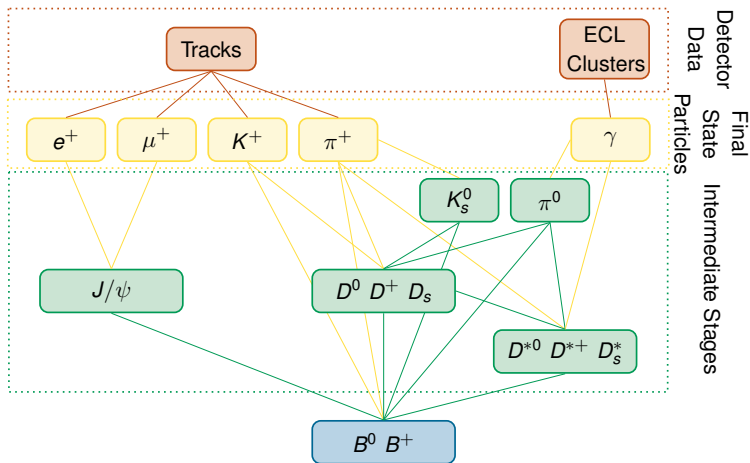 Tracks
ECL
Clusters
Detector
Data
e⁺
μ⁺
K⁺
π⁺
γ
Final
State
Particles
K⁰ₛ
π⁰
J/ψ
D⁰ D⁺ Dₛ
D*⁰ D*⁺ D*ₛ
Intermediate Stages
B⁰ B⁺